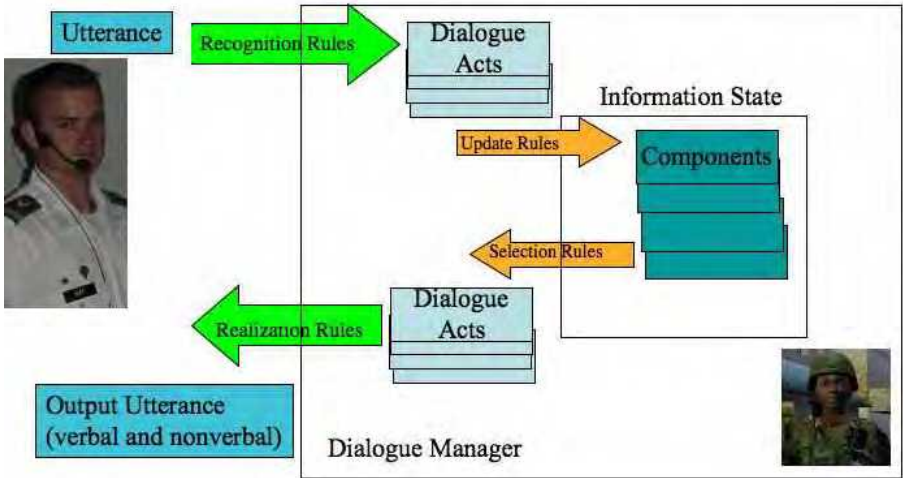 Utterance
Recognition Rules
Dialogue
Acts
Information State
Update Rules
Components
Selection Rules
Dialogue
Acts
Realization Rules
Output Utterance
(verbal and nonverbal)
Dialogue Manager